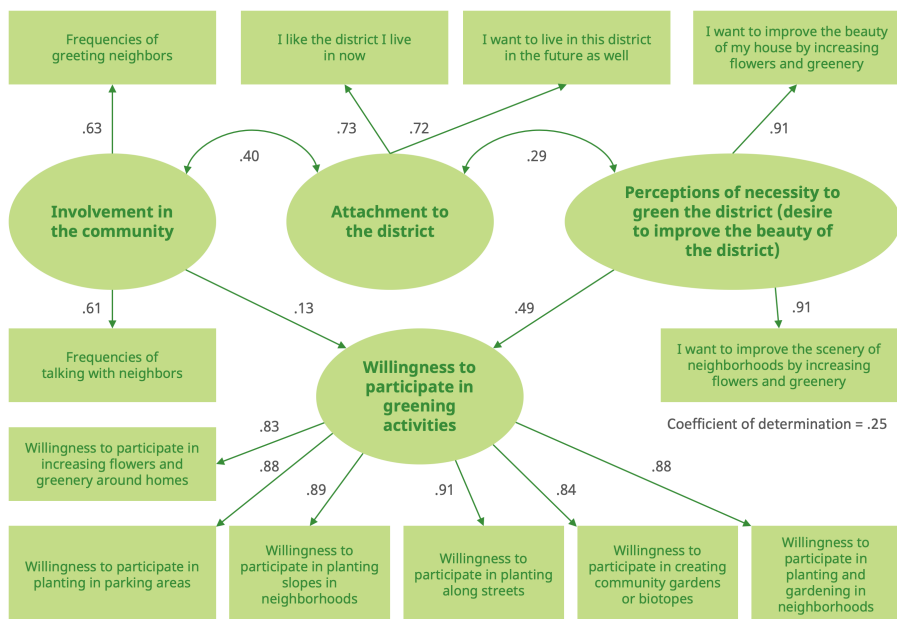 Frequencies of
greeting neighbors
I like the district I live
in now
I want to live in this district
in the future as well
I want to improve the beauty
of my house by increasing
flowers and greenery
.63
.73
.72
.91
.40
.29
Involvement in
the community
Attachment to
the district
Perceptions of necessity to
green the district (desire
to improve the beauty of
the district)
.61
.13
.49
.91
Frequencies of
talking with neighbors
Willingness to
participate in
greening
activities
I want to improve the scenery of
neighborhoods by increasing
flowers and greenery
Coefficient of determination = .25
.83
.88
.89
.91
.84
.88
Willingness to participate in
increasing flowers and
greenery around homes
Willingness to participate in
planting in parking areas
Willingness to
participate in planting
slopes in
neighborhoods
Willingness to
participate in planting
along streets
Willingness to
participate in creating
community gardens
or biotopes
Willingness to
participate in
planting and
gardening in
neighborhoods